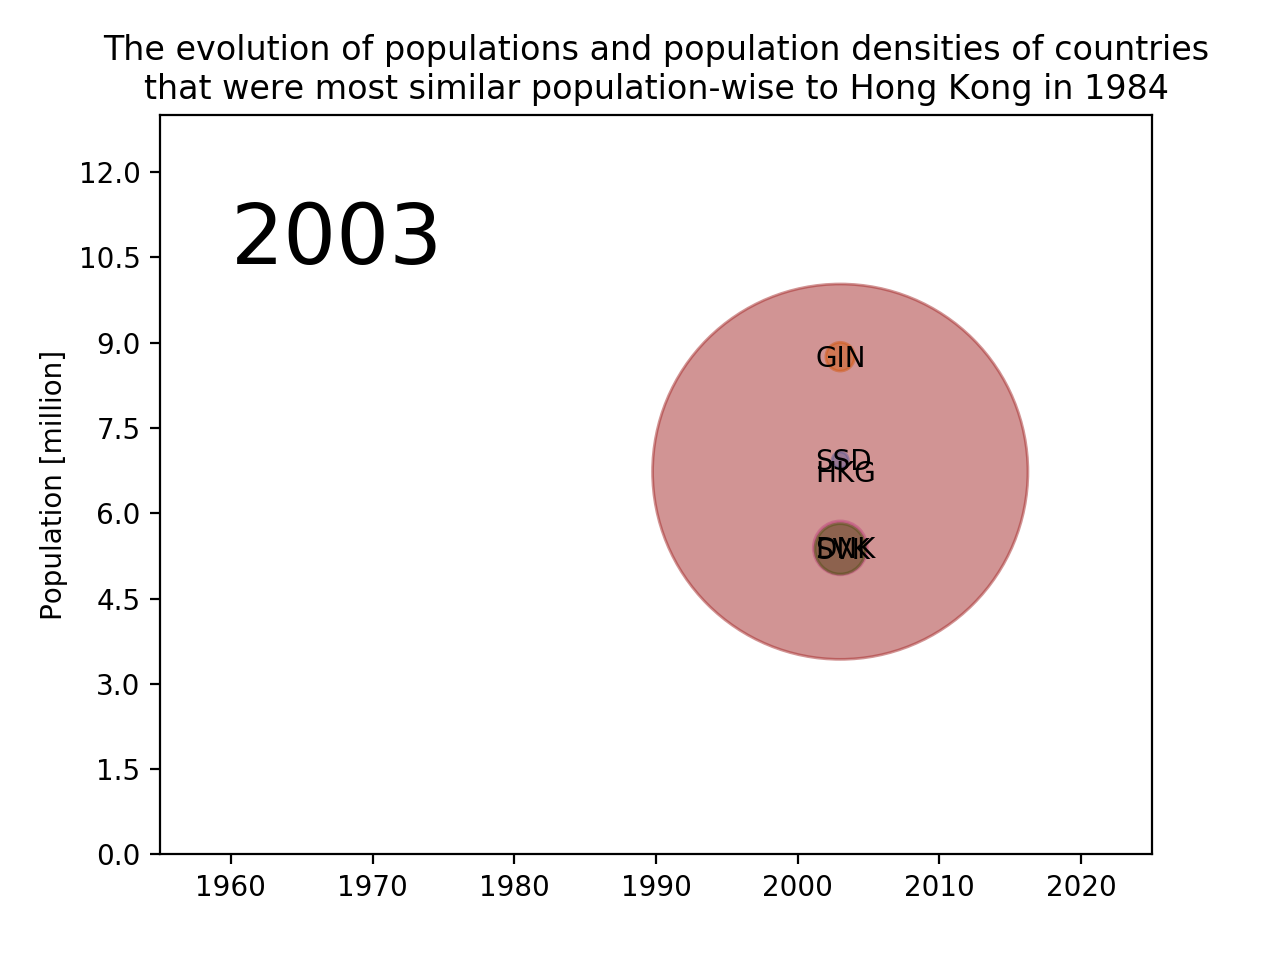 The evolution of populations and population densities of countries
that were most similar population-wise to Hong Kong in 1984
12.0
10.5
9.0
7.5
6.0
4.5
3.0
1.5
0.0
Population [million]
2003
GIN
SSD
HKG
DNK
SVK
1960 1970 1980 1990 2000 2010 2020